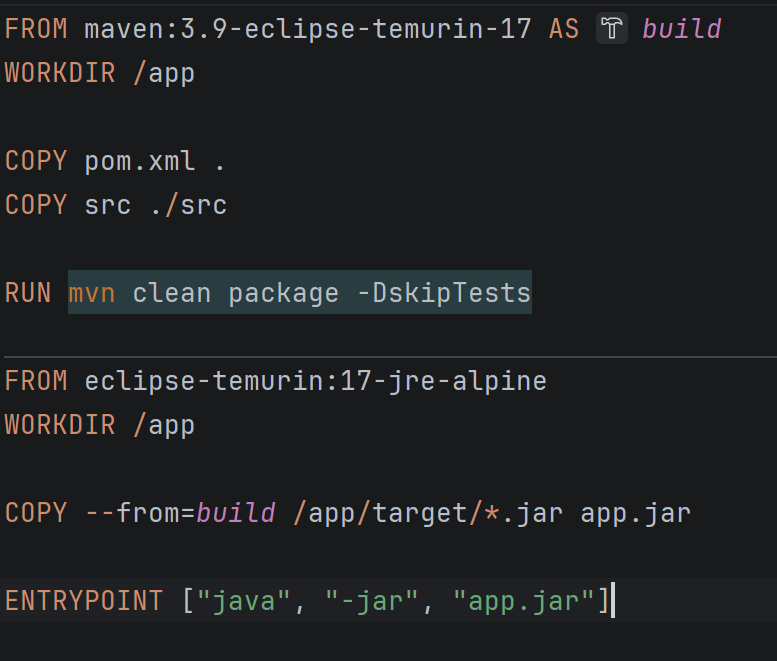 FROM maven:3.9-eclipse-temurin-17 AS build
WORKDIR /app
COPY pom.xml .
COPY src ./src
RUN mvn clean package -DskipTests
FROM eclipse-temurin:17-jre-alpine
WORKDIR /app
COPY --from=build /app/target/*.jar app.jar
ENTRYPOINT ["java", "-jar", "app.jar"]